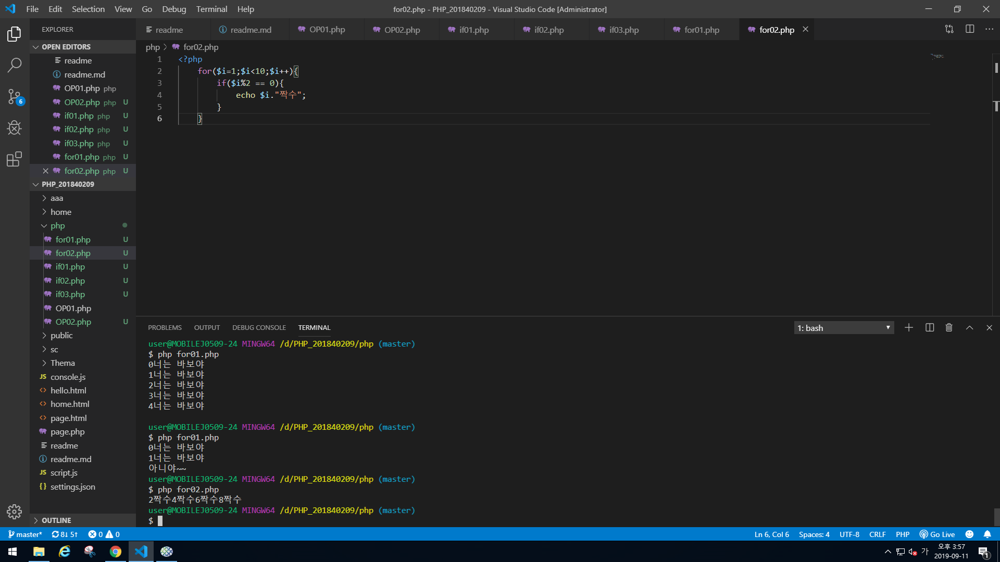 File Edit Selection View Go Debug Terminal Help
for02.php - PHP_201840209 - Visual Studio Code [Administrator]
EXPLORER
readme
readme.md
OP01.php
OP02.php
if01.php
if02.php
if03.php
for01.php
for02.php
OPEN EDITORS
readme
readme.md
OP01.php php
OP02.php php U
if01.php php U
if02.php php U
if03.php php U
for01.php php U
for02.php php U
6
PHP_201840209
aaa
home
php
for01.php U
for02.php U
if01.php U
if02.php U
if03.php U
OP01.php
OP02.php U
public
sc
Thema
JS console.js
<> hello.html
<> home.html
<> page.html
page.php
readme
readme.md
JS script.js
{} settings.json
OUTLINE
php > for02.php
1 <?php
2 for($i=1;$i<10;$i++){
3 if($i%2 == 0){
4 echo $i."짝수";
5 }
6 }
PROBLEMS OUTPUT DEBUG CONSOLE TERMINAL
1: bash
user@MOBILEJ0509-24 MINGW64 /d/PHP_201840209/php (master)
$ php for01.php
0너는 바보야
1너는 바보야
2너는 바보야
3너는 바보야
4너는 바보야
user@MOBILEJ0509-24 MINGW64 /d/PHP_201840209/php (master)
$ php for01.php
0너는 바보야
1너는 바보야
아니야~~
user@MOBILEJ0509-24 MINGW64 /d/PHP_201840209/php (master)
$ php for02.php
2짝수4짝수6짝수8짝수
user@MOBILEJ0509-24 MINGW64 /d/PHP_201840209/php (master)
$
master* 8↓ 5↑ 0 0
Ln 6, Col 6 Spaces: 4 UTF-8 CRLF PHP Go Live
가
오후 3:57
2019-09-11
1